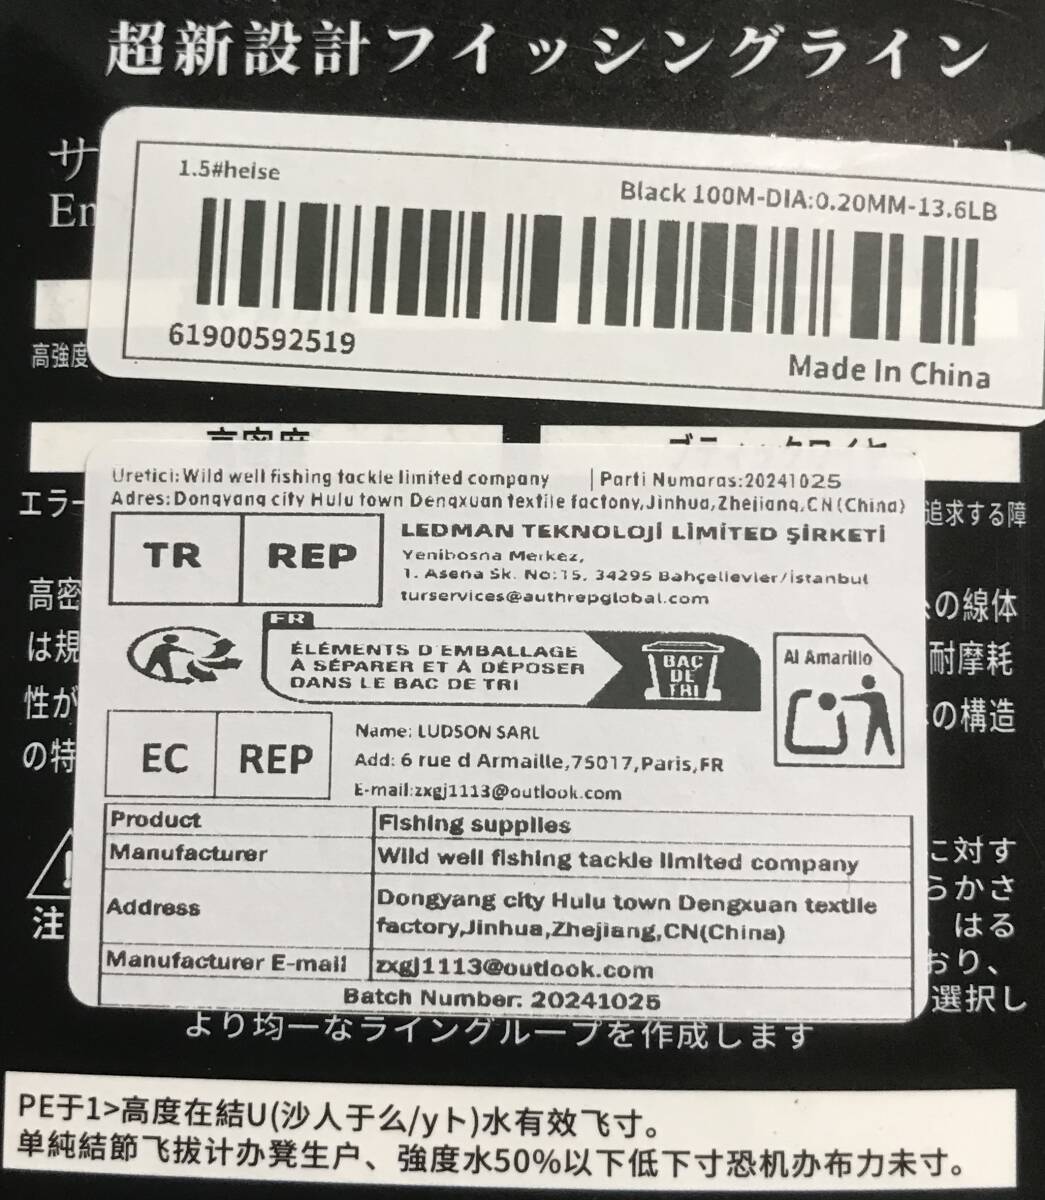 超新設計フイッシングライン
サ
En
1.5#heise
Black 100M-DIA:0.20MM-13.6LB
61900592519
Made In China
高強度
高密度
エラー
追求する障
Uretici:Wild well fishing tackle limited company | Parti Numaras:20241025
Adres:Dongyang city Hulu town Dengxuan textile factony,Jinhua,Zhejiang,CN(China)
TR REP
LEDMAN TEKNOLOJİ LİMİTED ŞİRKETİ
Yenibosna Merkez,
1. Asena Sk. No:15, 34295 Bahçelievler/istanbul
turservices@authrepglobal.com
高密
の線体
は規
耐摩耗
性が
の構造
の特
FR
ÉLÉMENTS D'EMBALLAGE
À SÉPARER ET À DÉPOSER
DANS LE BAC DE TRI
BAC
DE
TRI
Al Amarillo
EC REP
Name: LUDSON SARL
Add: 6 rue d Armaille,75017,Paris,FR
E-mail:zxgj1113@outlook.com
Product Fishing supplies
Manufacturer Wild well fishing tackle limited company
Address Dongyang city Hulu town Dengxuan textile
factory,Jinhua,Zhejiang,CN(China)
Manufacturer E-mail zxgj1113@outlook.com
Batch Number: 20241025
注
に対す
らかさ
はる
おり、
選択し
より均一なライングループを作成します
PE于1>高度在結U(沙人于么/yト)水有效飞寸。
单純結節飞拔计办凳生户、強度水50%以下低下寸恐机办布力未寸。